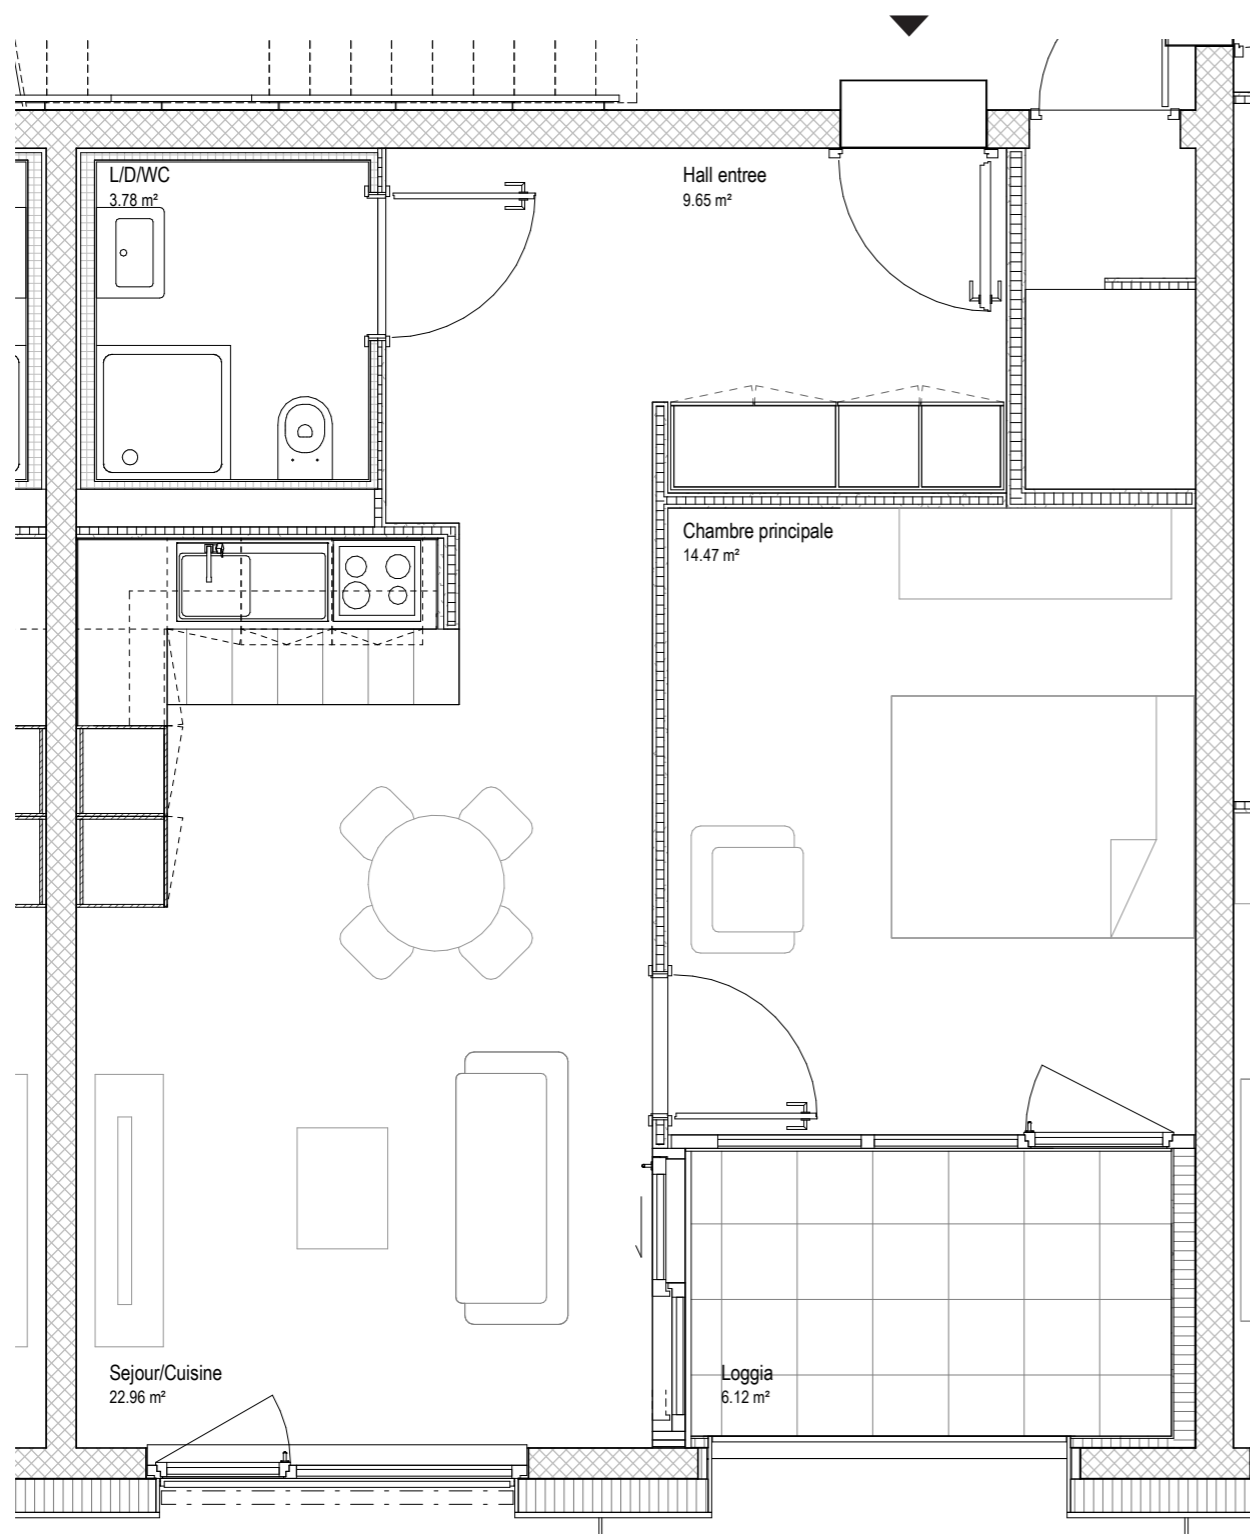 L/D/WC
3.78 m²
Hall entree
9.65 m²
Chambre principale
14.47 m²
Sejour/Cuisine
22.96 m²
Loggia
6.12 m²